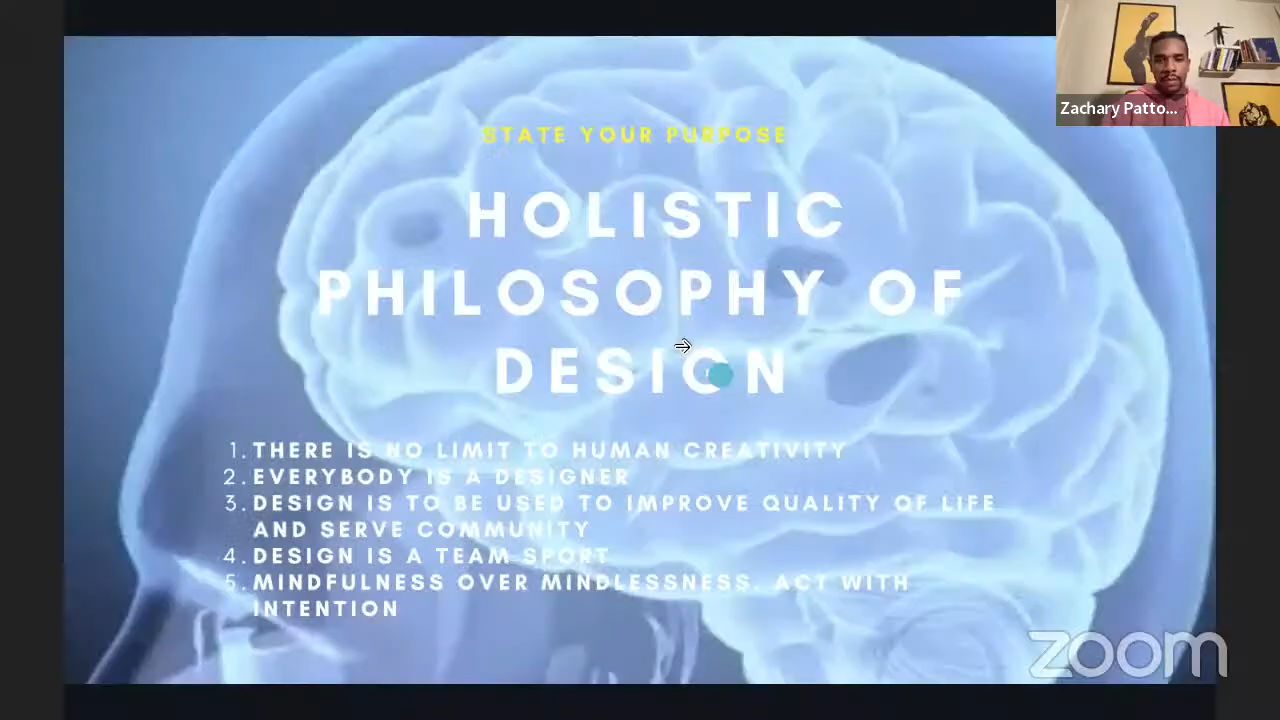 STATE YOUR PURPOSE
HOLISTIC
PHILOSOPHY OF
DESIGN
1. THERE IS NO LIMIT TO HUMAN CREATIVITY
2. EVERYBODY IS A DESIGNER
3. DESIGN IS TO BE USED TO IMPROVE QUALITY OF LIFE
AND SERVE COMMUNITY
4. DESIGN IS A TEAM SPORT
5. MINDFULNESS OVER MINDLESSNESS. ACT WITH
INTENTION
Zachary Patto...
zoom